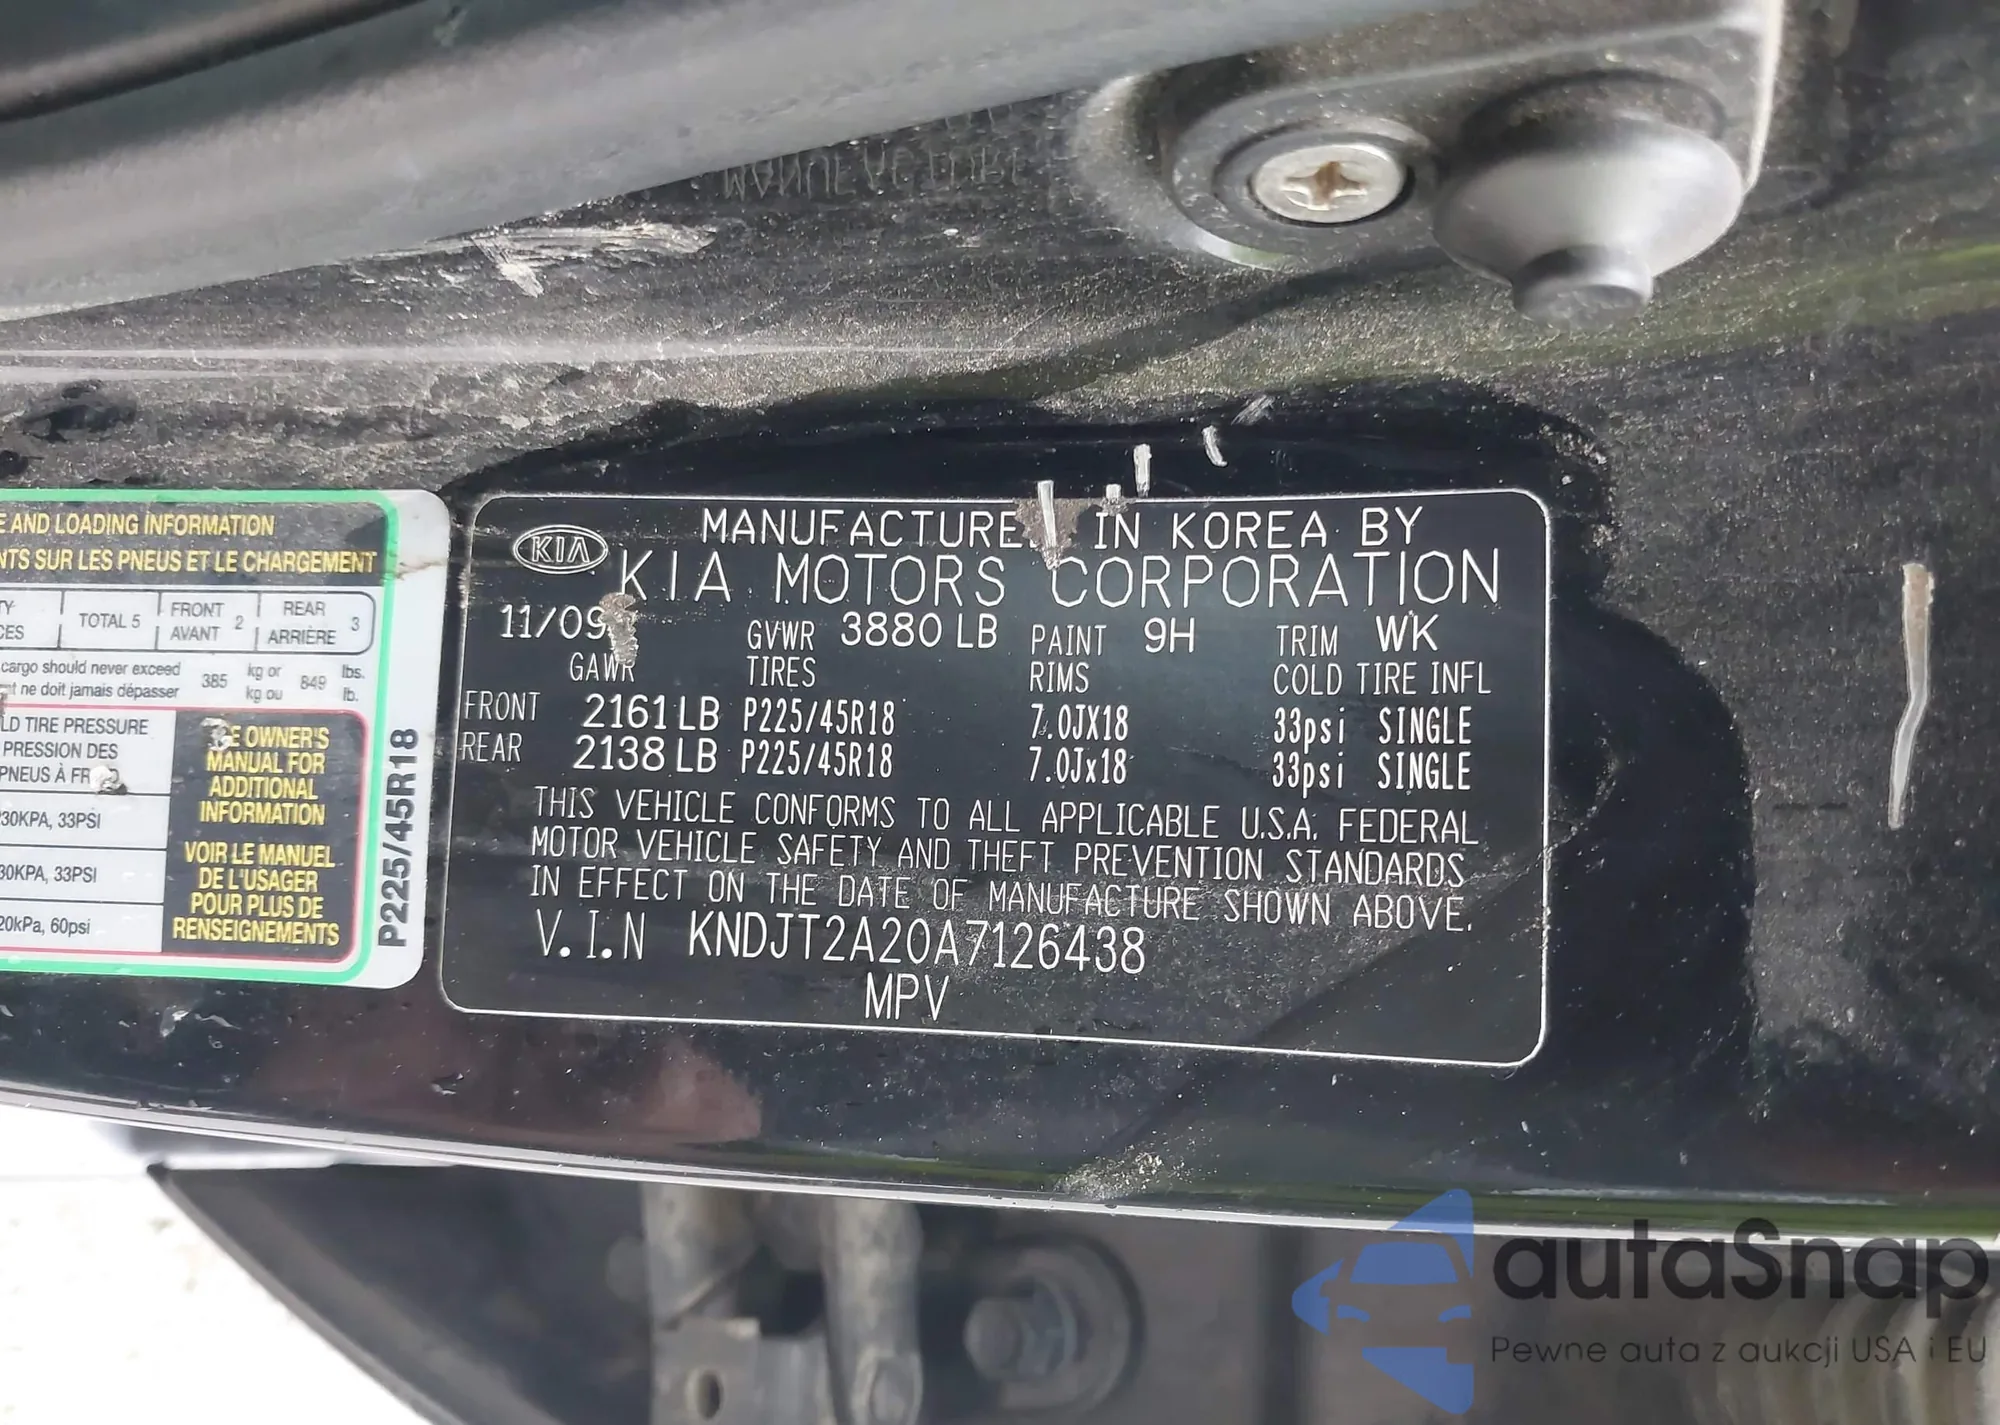 E AND LOADING INFORMATION
NTS SUR LES PNEUS ET LE CHARGEMENT
TOTAL 5
FRONT 2 AVANT
REAR 3 ARRIÈRE
cargo should never exceed 385 kg or 849 lbs.
nt ne doit jamais dépasser kg ou lb.
LD TIRE PRESSURE
PRESSION DES
PNEUS À
30KPA, 33PSI
30KPA, 33PSI
20kPa, 60psi
OWNER'S
MANUAL FOR
ADDITIONAL
INFORMATION
VOIR LE MANUEL
DE L'USAGER
POUR PLUS DE
RENSEIGNEMENTS
P225/45R18
KIA
MANUFACTURE IN KOREA BY
KIA MOTORS CORPORATION
11/09 GVWR 3880 LB PAINT 9H TRIM WK
GAWR TIRES RIMS COLD TIRE INFL
FRONT 2161 LB P225/45R18 7.0JX18 33psi SINGLE
REAR 2138 LB P225/45R18 7.0Jx18 33psi SINGLE
THIS VEHICLE CONFORMS TO ALL APPLICABLE U.S.A. FEDERAL
MOTOR VEHICLE SAFETY AND THEFT PREVENTION STANDARDS
IN EFFECT ON THE DATE OF MANUFACTURE SHOWN ABOVE.
V.I.N KNDJT2A20A7126438
MPV
autaSnap
Pewne auta z aukcji USA i EU